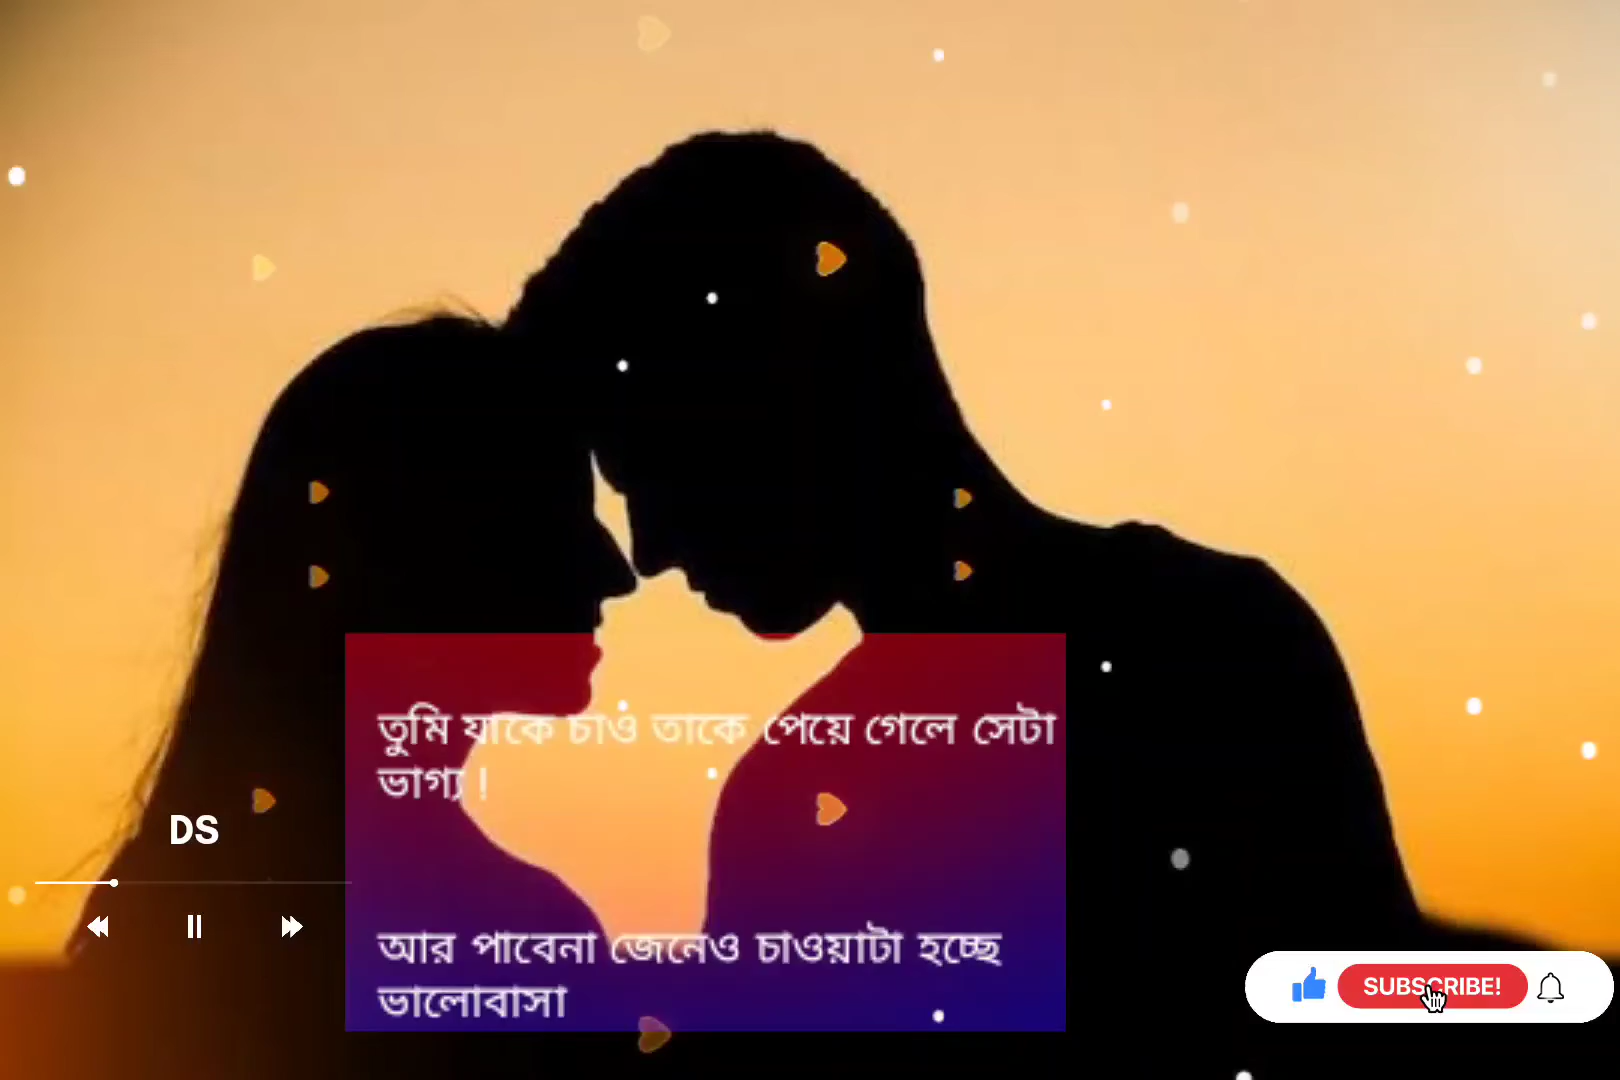 তুমি যাকে চাও তাকে পেয়ে গেলে সেটা
ভাগ্য !
আর পাবেনা জেনেও চাওয়াটা হচ্ছে
ভালোবাসা
DS
SUBSCRIBE!